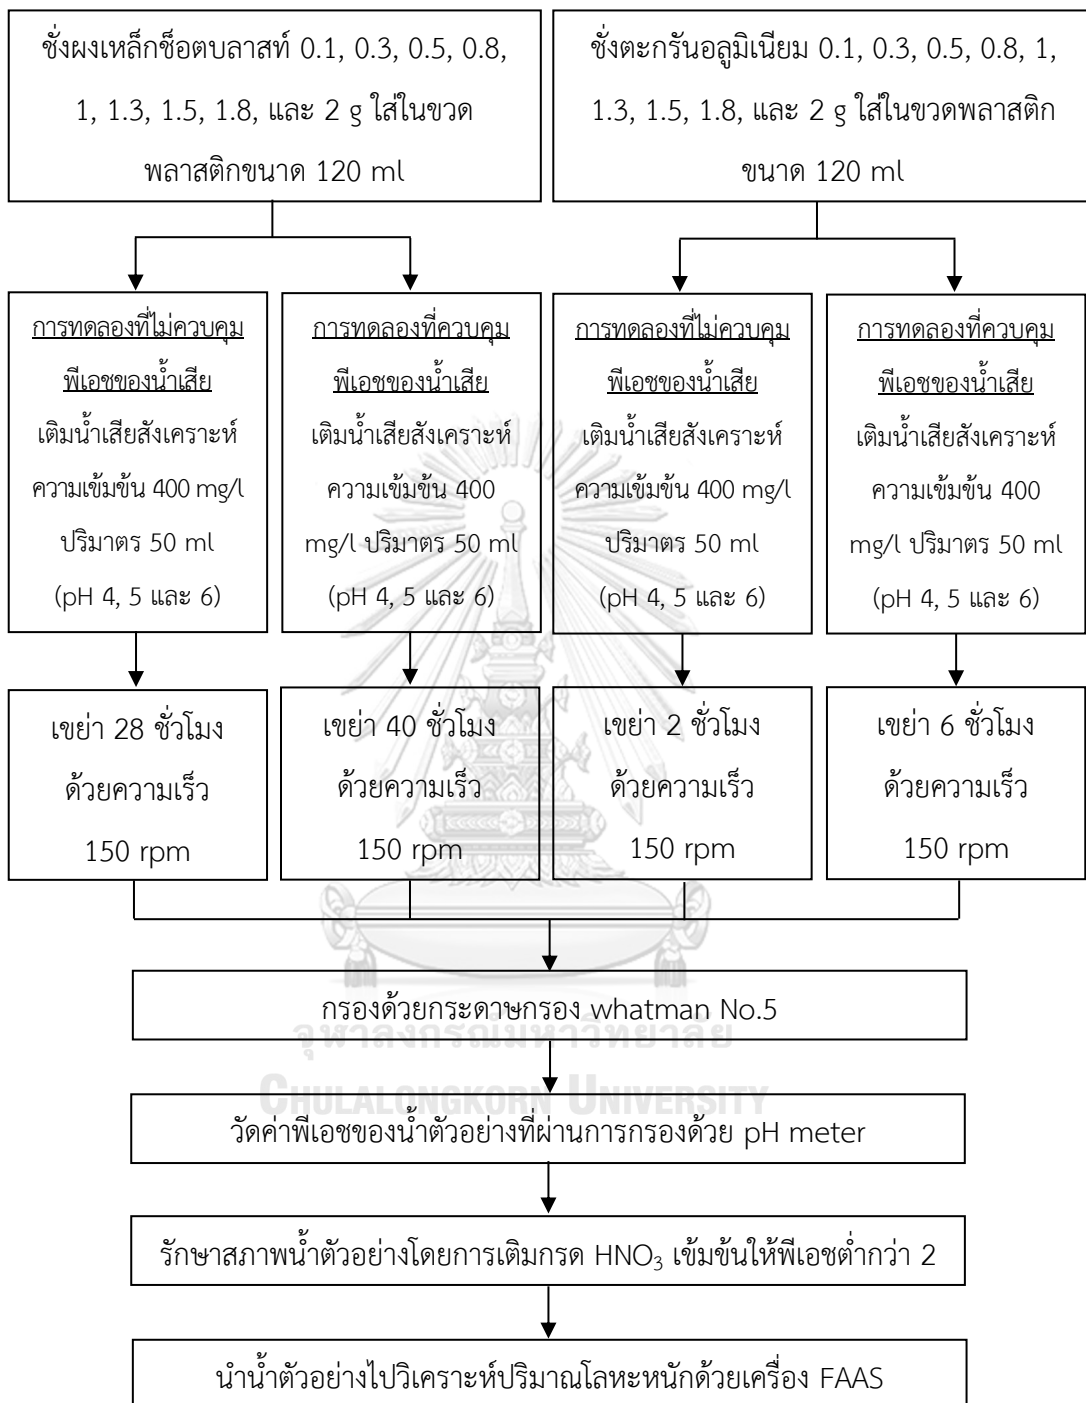 ชั่งผงเหล็กช็อตบลาสท์ 0.1, 0.3, 0.5, 0.8,
1, 1.3, 1.5, 1.8, และ 2 g ใส่ในขวด
พลาสติกขนาด 120 ml
ชั่งตะกรันอลูมิเนียม 0.1, 0.3, 0.5, 0.8, 1,
1.3, 1.5, 1.8, และ 2 g ใส่ในขวดพลาสติก
ขนาด 120 ml
การทดลองที่ไม่ควบคุม
พีเอชของน้ำเสีย
เติมน้ำเสียสังเคราะห์
ความเข้มข้น 400 mg/l
ปริมาตร 50 ml
(pH 4, 5 และ 6)
การทดลองที่ควบคุม
พีเอชของน้ำเสีย
เติมน้ำเสียสังเคราะห์
ความเข้มข้น 400
mg/l ปริมาตร 50 ml
(pH 4, 5 และ 6)
การทดลองที่ไม่ควบคุม
พีเอชของน้ำเสีย
เติมน้ำเสียสังเคราะห์
ความเข้มข้น 400 mg/l
ปริมาตร 50 ml
(pH 4, 5 และ 6)
การทดลองที่ควบคุม
พีเอชของน้ำเสีย
เติมน้ำเสียสังเคราะห์
ความเข้มข้น 400
mg/l ปริมาตร 50 ml
(pH 4, 5 และ 6)
เขย่า 28 ชั่วโมง
ด้วยความเร็ว
150 rpm
เขย่า 40 ชั่วโมง
ด้วยความเร็ว
150 rpm
เขย่า 2 ชั่วโมง
ด้วยความเร็ว
150 rpm
เขย่า 6 ชั่วโมง
ด้วยความเร็ว
150 rpm
กรองด้วยกระดาษกรอง whatman No.5
จุฬาลงกรณ์มหาวิทยาลัย
CHULALONGKORN UNIVERSITY
วัดค่าพีเอชของน้ำตัวอย่างที่ผ่านการกรองด้วย pH meter
รักษาสภาพน้ำตัวอย่างโดยการเติมกรด HNO₃ เข้มข้นให้พีเอชต่ำกว่า 2
นำน้ำตัวอย่างไปวิเคราะห์ปริมาณโลหะหนักด้วยเครื่อง FAAS